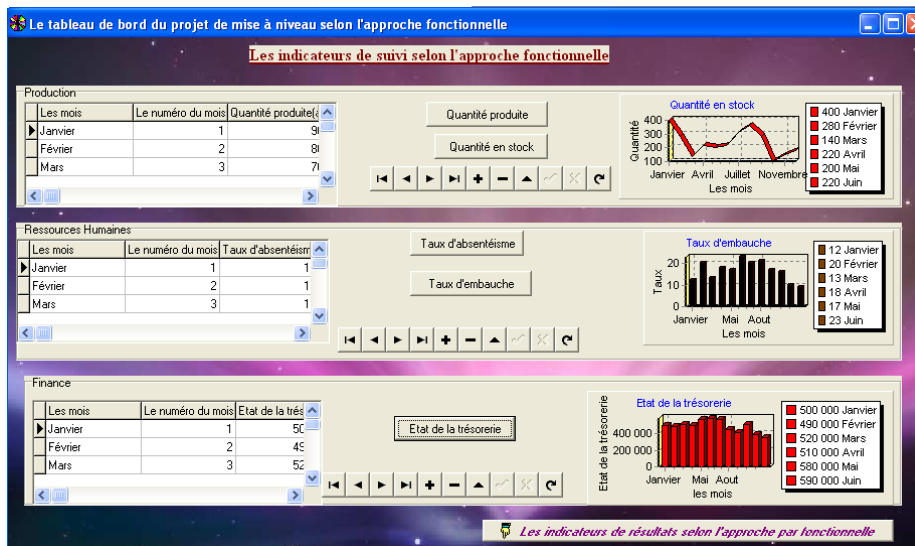 Le tableau de bord du projet de mise à niveau selon l'approche fonctionnelle
Les indicateurs de suivi selon l'approche fonctionnelle
Production
Les mois Le numéro du mois Quantité produite(
Janvier 1
Février 2
Mars 3
Quantité produite
Quantité en stock
Quantité en stock
Quantité
400
300
200
100
Janvier Avril Juillet Novembre
Les mois
400 Janvier
280 Février
140 Mars
220 Avril
200 Mai
220 Juin
Ressources Humaines
Les mois Le numéro du mois Taux d'absentéism
Janvier 1 1
Février 2 1
Mars 3 1
Taux d'absentéisme
Taux d'embauche
Taux d'embauche
Taux
20
10
0
Janvier Mai Aout
Les mois
12 Janvier
20 Février
13 Mars
18 Avril
17 Mai
23 Juin
Finance
Les mois Le numéro du mois Etat de la trés
Janvier 1 50
Février 2 49
Mars 3 52
Etat de la trésorerie
Etat de la trésorerie
Etat de la trésorerie
400 000
200 000
0
Janvier Mai Aout
les mois
500 000 Janvier
490 000 Février
520 000 Mars
510 000 Avril
580 000 Mai
590 000 Juin
Les indicateurs de résultats selon l'approche par fonctionnelle